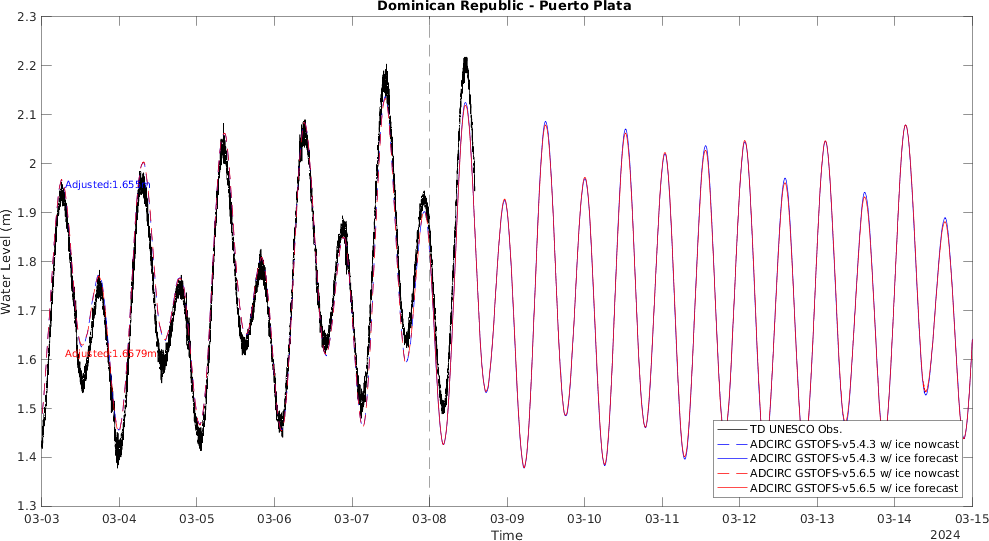 Dominican Republic - Puerto Plata
Water Level (m)
2.3
2.2
2.1
2
1.9
1.8
1.7
1.6
1.5
1.4
1.3
Adjusted:1.655
Adjusted:1.6579m
TD UNESCO Obs.
ADCIRC GSTOFS-v5.4.3 w/ ice nowcast
ADCIRC GSTOFS-v5.4.3 w/ ice forecast
ADCIRC GSTOFS-v5.6.5 w/ ice nowcast
ADCIRC GSTOFS-v5.6.5 w/ ice forecast
03-03 03-04 03-05 03-06 03-07 03-08 03-09 03-10 03-11 03-12 03-13 03-14 03-15
Time
2024